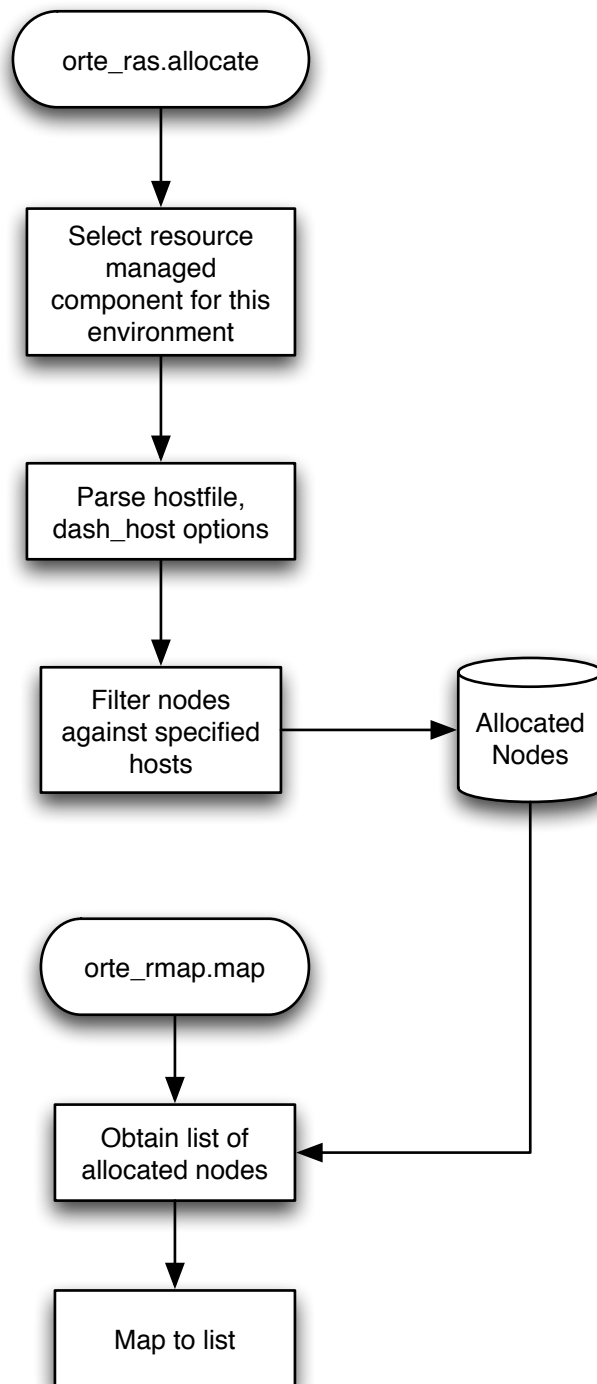 orte_ras.allocate
Select resource
managed
component for this
environment
Parse hostfile,
dash_host options
Filter nodes
against specified
hosts
Allocated
Nodes
orte_rmap.map
Obtain list of
allocated nodes
Map to list